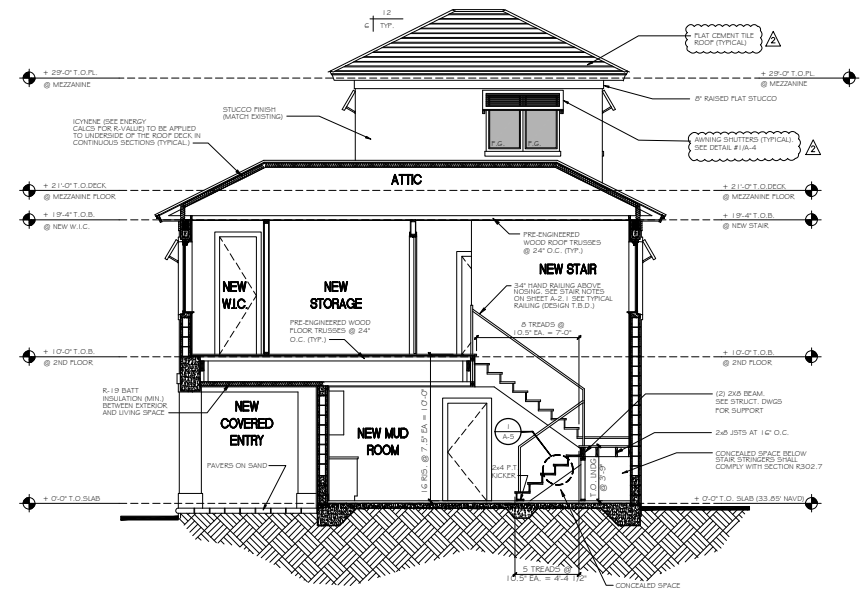 12
6 TYP.
FLAT CEMENT TILE
ROOF (TYPICAL)
2
+ 29'-0" T.O.PL.
@ MEZZANINE
+ 29'-0" T.O.PL.
@ MEZZANINE
8" RAISED FLAT STUCCO
STUCCO FINISH
(MATCH EXISTING)
ICYNENE (SEE ENERGY
CALCS FOR R-VALUE) TO BE APPLIED
TO UNDERSIDE OF THE ROOF DECK IN
CONTINUOUS SECTIONS (TYPICAL)
F.G. F.G.
AWNING SHUTTERS (TYPICAL).
SEE DETAIL #1/A-4
2
ATTIC
+ 21'-0" T.O.DECK
@ MEZZANINE FLOOR
+ 21'-0" T.O.DECK
@ MEZZANINE FLOOR
+ 19'-4" T.O.B.
@ NEW W.I.C.
+ 19'-4" T.O.B.
@ NEW STAIR
PRE-ENGINEERED
WOOD ROOF TRUSSES
@ 24" O.C. (TYP.)
NEW STAIR
NEW
W.I.C.
NEW
STORAGE
34" HAND RAILING ABOVE
NOSING. SEE STAIR NOTES
ON SHEET A-2.1 SEE TYPICAL
RAILING (DESIGN T.B.D.)
PRE-ENGINEERED WOOD
FLOOR TRUSSES @ 24"
O.C. (TYP.)
8 TREADS @
10.5" EA. = 7'-0"
+ 10'-0" T.O.B.
@ 2ND FLOOR
+ 10'-0" T.O.B.
@ 2ND FLOOR
R-19 BATT
INSULATION (MIN.)
BETWEEN EXTERIOR
AND LIVING SPACE
NEW
COVERED
ENTRY
NEW MUD
ROOM
16 RIS. @ 7.5" EA = 10'-0"
1
A-5
(2) 2X8 BEAM.
SEE STRUCT. DWGS
FOR SUPPORT
2x8 JSTS AT 16" O.C.
CONCEALED SPACE BELOW
STAIR STRINGERS SHALL
COMPLY WITH SECTION R302.7
PAVERS ON SAND
2x4 P.T.
KICKER
T.O. LNDG
@ 3'-9"
+ 0'-0" T.O SLAB
+ 0'-0" T.O. SLAB (33.85' NAVD)
5 TREADS @
10.5" EA. = 4'-4 1/2"
CONCEALED SPACE